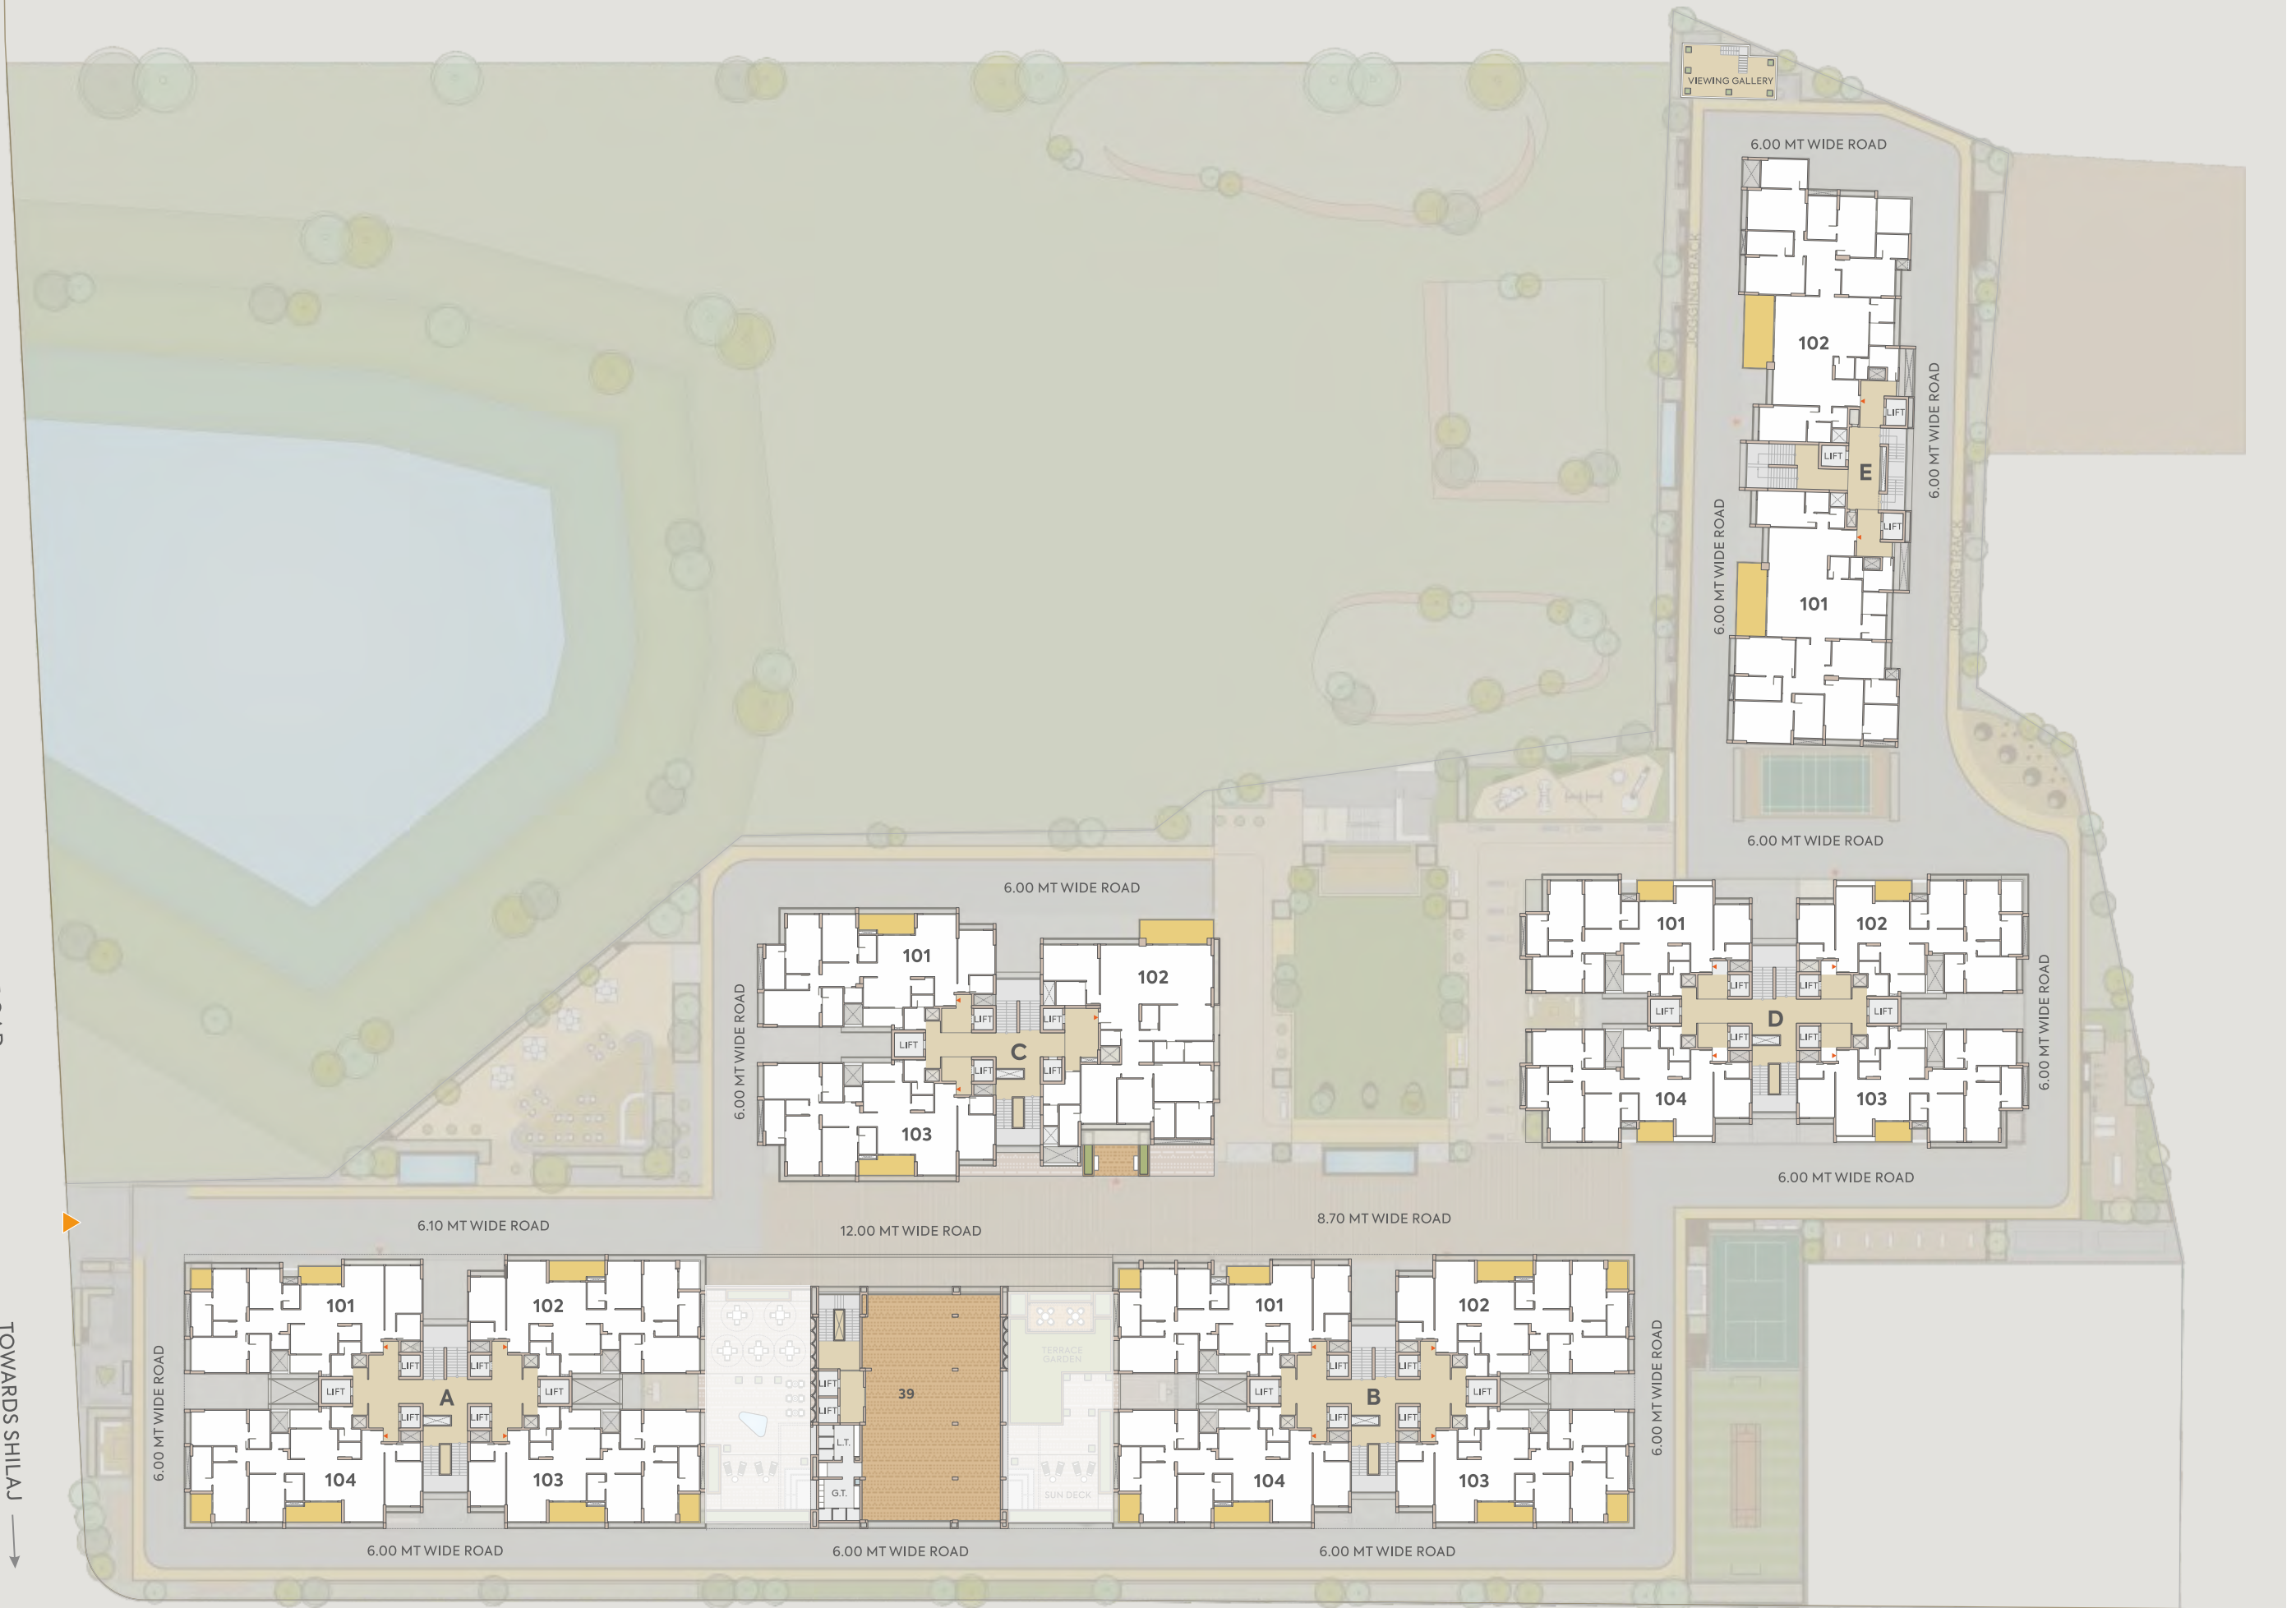 VIEWING GALLERY
6.00 MT WIDE ROAD
JOGGING TRACK
102
6.00 MT WIDE ROAD
LIFT
LIFT
E
LIFT
6.00 MT WIDE ROAD
JOGGING TRACK
101
6.00 MT WIDE ROAD
6.00 MT WIDE ROAD
101
102
6.00 MT WIDE ROAD
101
102
LIFT
LIFT
LIFT
D
LIFT
LIFT
LIFT
104
103
6.00 MT WIDE ROAD
6.00 MT WIDE ROAD
LIFT
LIFT
LIFT
C
LIFT
LIFT
103
6.00 MT WIDE ROAD
6.10 MT WIDE ROAD
12.00 MT WIDE ROAD
8.70 MT WIDE ROAD
101
102
LIFT
LIFT
LIFT
A
LIFT
LIFT
LIFT
104
103
6.00 MT WIDE ROAD
39
LIFT
LIFT
L.T.
G.T.
TERRACE
GARDEN
SUN DECK
101
102
LIFT
LIFT
LIFT
B
LIFT
LIFT
LIFT
104
103
6.00 MT WIDE ROAD
6.00 MT WIDE ROAD
6.00 MT WIDE ROAD
6.00 MT WIDE ROAD
TOWARDS SHILAJ